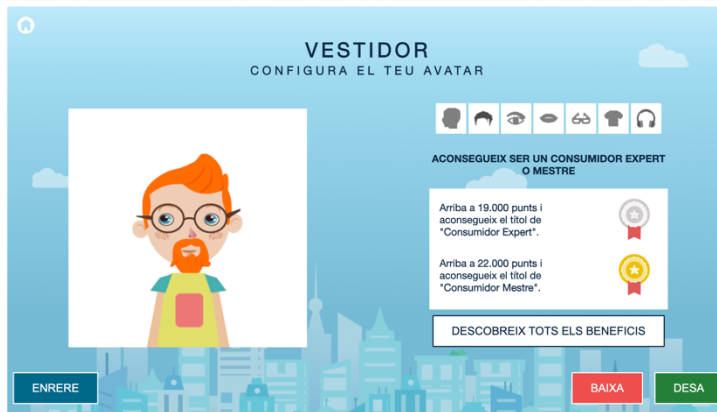 VESTIDOR
CONFIGURA EL TEU AVATAR
ACONSEGUEIX SER UN CONSUMIDOR EXPERT
O MESTRE
Arriba a 19.000 punts i
aconsegueix el títol de
"Consumidor Expert".
Arriba a 22.000 punts i
aconsegueix el títol de
"Consumidor Mestre".
DESCOBREIX TOTS ELS BENEFICIS
ENRERE
BAIXA
DESA